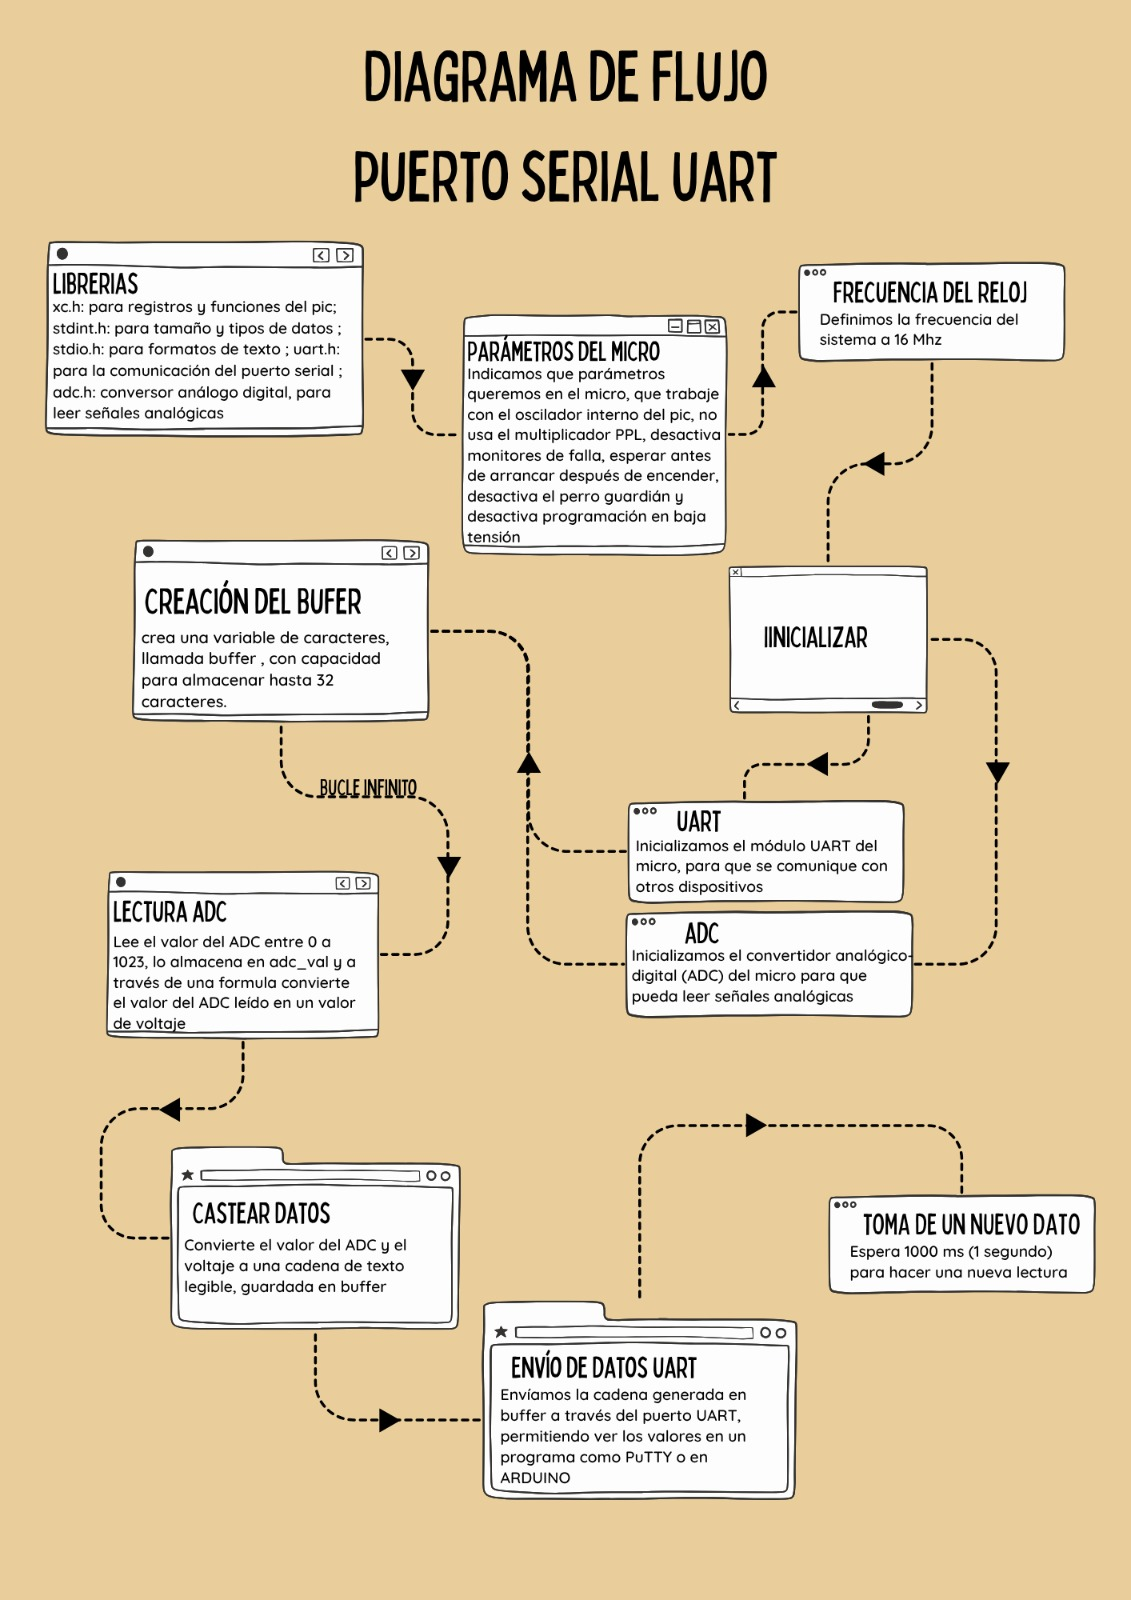 DIAGRAMA DE FLUJO
PUERTO SERIAL UART
LIBRERIAS
xc.h: para registros y funciones del pic;
stdint.h: para tamaño y tipos de datos ;
stdio.h: para formatos de texto ; uart.h:
para la comunicación del puerto serial ;
adc.h: conversor análogo digital, para
leer señales analógicas
PARÁMETROS DEL MICRO
Indicamos que parámetros
queremos en el micro, que trabaje
con el oscilador interno del pic, no
usa el multiplicador PPL, desactiva
monitores de falla, esperar antes
de arrancar después de encender,
desactiva el perro guardián y
desactiva programación en baja
tensión
FRECUENCIA DEL RELOJ
Definimos la frecuencia del
sistema a 16 Mhz
IINICIALIZAR
UART
Inicializamos el módulo UART del
micro, para que se comunique con
otros dispositivos
ADC
Inicializamos el convertidor analógico-
digital (ADC) del micro para que
pueda leer señales analógicas
CREACIÓN DEL BUFER
crea una variable de caracteres,
llamada buffer , con capacidad
para almacenar hasta 32
caracteres.
BUCLE INFINITO
LECTURA ADC
Lee el valor del ADC entre 0 a
1023, lo almacena en adc_val y a
través de una formula convierte
el valor del ADC leído en un valor
de voltaje
CASTEAR DATOS
Convierte el valor del ADC y el
voltaje a una cadena de texto
legible, guardada en buffer
ENVÍO DE DATOS UART
Envíamos la cadena generada en
buffer a través del puerto UART,
permitiendo ver los valores en un
programa como PuTTY o en
ARDUINO
TOMA DE UN NUEVO DATO
Espera 1000 ms (1 segundo)
para hacer una nueva lectura